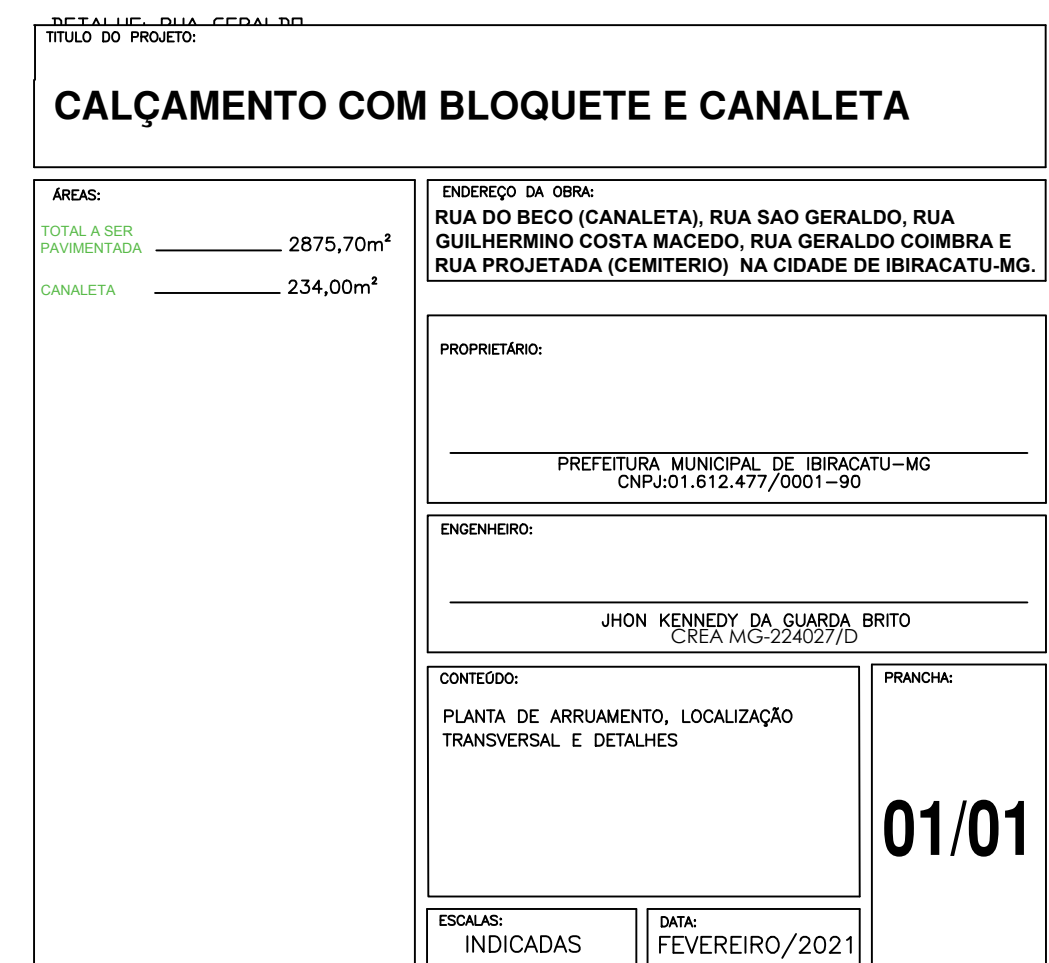 DETALHE: RUA GERALDO
TITULO DO PROJETO:
CALÇAMENTO COM BLOQUETE E CANALETA
ÁREAS:
TOTAL A SER
PAVIMENTADA 2875,70m²
CANALETA 234,00m²
ENDEREÇO DA OBRA:
RUA DO BECO (CANALETA), RUA SAO GERALDO, RUA
GUILHERMINO COSTA MACEDO, RUA GERALDO COIMBRA E
RUA PROJETADA (CEMITERIO) NA CIDADE DE IBIRACATU-MG.
PROPRIETÁRIO:
PREFEITURA MUNICIPAL DE IBIRACATU-MG
CNPJ:01.612.477/0001-90
ENGENHEIRO:
JHON KENNEDY DA GUARDA BRITO
CREA MG-224027/D
CONTEÚDO:
PLANTA DE ARRUAMENTO, LOCALIZAÇÃO
TRANSVERSAL E DETALHES
PRANCHA:
01/01
ESCALAS:
INDICADAS
DATA:
FEVEREIRO/2021